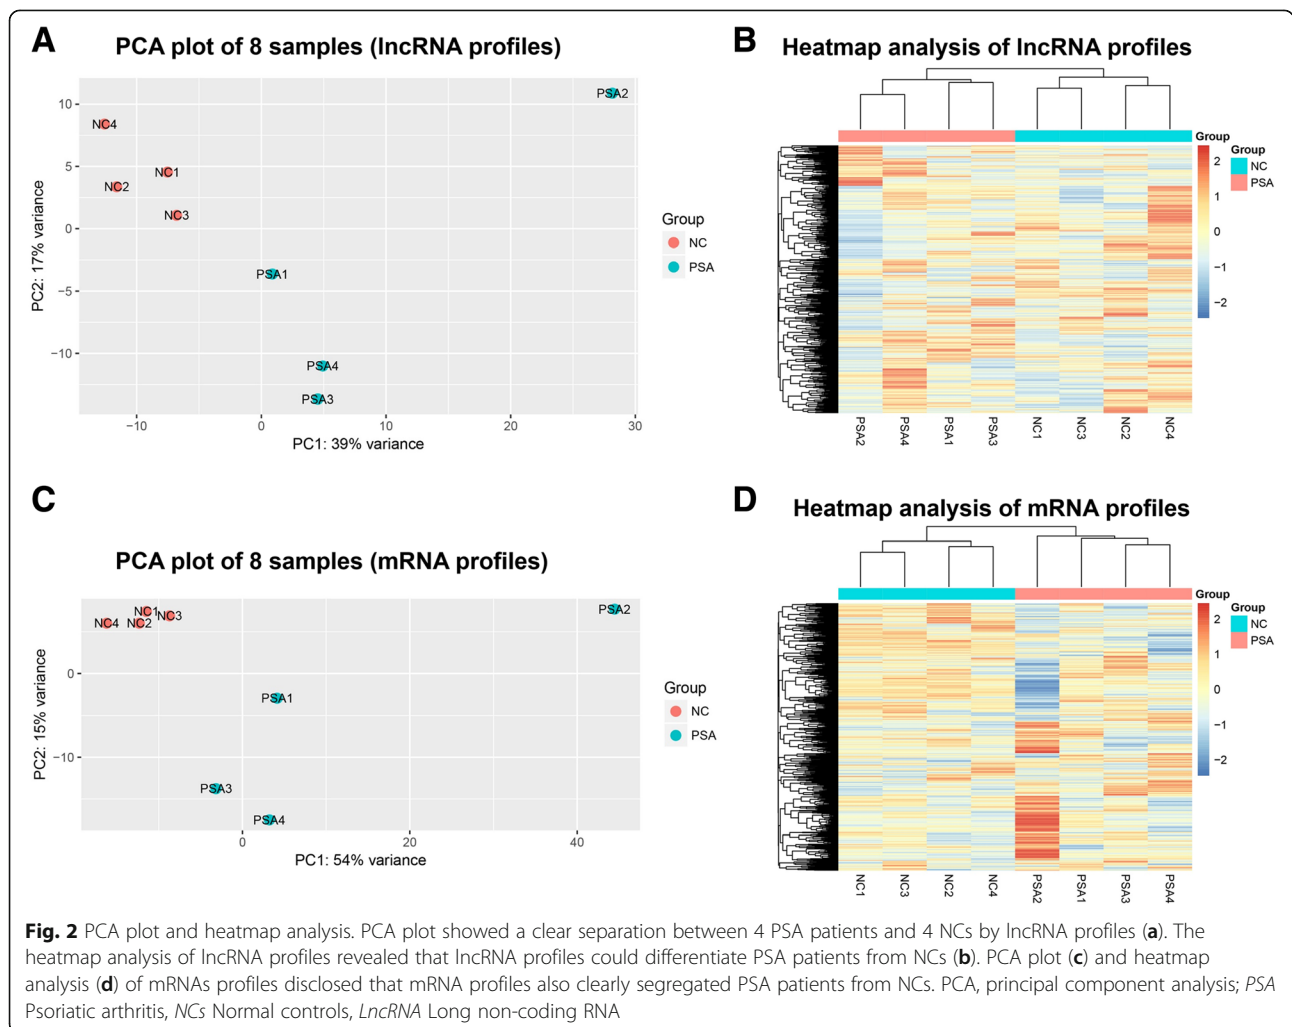 A
PCA plot of 8 samples (lncRNA profiles)
PSA2
NC4
NC1
NC2
NC3
PSA1
PSA4
PSA3
10
5
0
−5
−10
PC2: 17% variance
−10
0
10
20
30
PC1: 39% variance
Group
NC
PSA
B
Heatmap analysis of lncRNA profiles
Group
2
1
0
−1
−2
Group
NC
PSA
PSA2
PSA4
PSA1
PSA3
NC1
NC3
NC2
NC4
C
PCA plot of 8 samples (mRNA profiles)
NC1
NC3
NC4
NC2
PSA2
PSA1
PSA3
PSA4
0
−10
PC2: 15% variance
0
20
40
PC1: 54% variance
Group
NC
PSA
D
Heatmap analysis of mRNA profiles
Group
2
1
0
−1
−2
Group
NC
PSA
NC1
NC3
NC2
NC4
PSA2
PSA1
PSA3
PSA4
Fig. 2 PCA plot and heatmap analysis. PCA plot showed a clear separation between 4 PSA patients and 4 NCs by lncRNA profiles (a). The
heatmap analysis of lncRNA profiles revealed that lncRNA profiles could differentiate PSA patients from NCs (b). PCA plot (c) and heatmap
analysis (d) of mRNAs profiles disclosed that mRNA profiles also clearly segregated PSA patients from NCs. PCA, principal component analysis; PSA
Psoriatic arthritis, NCs Normal controls, LncRNA Long non-coding RNA